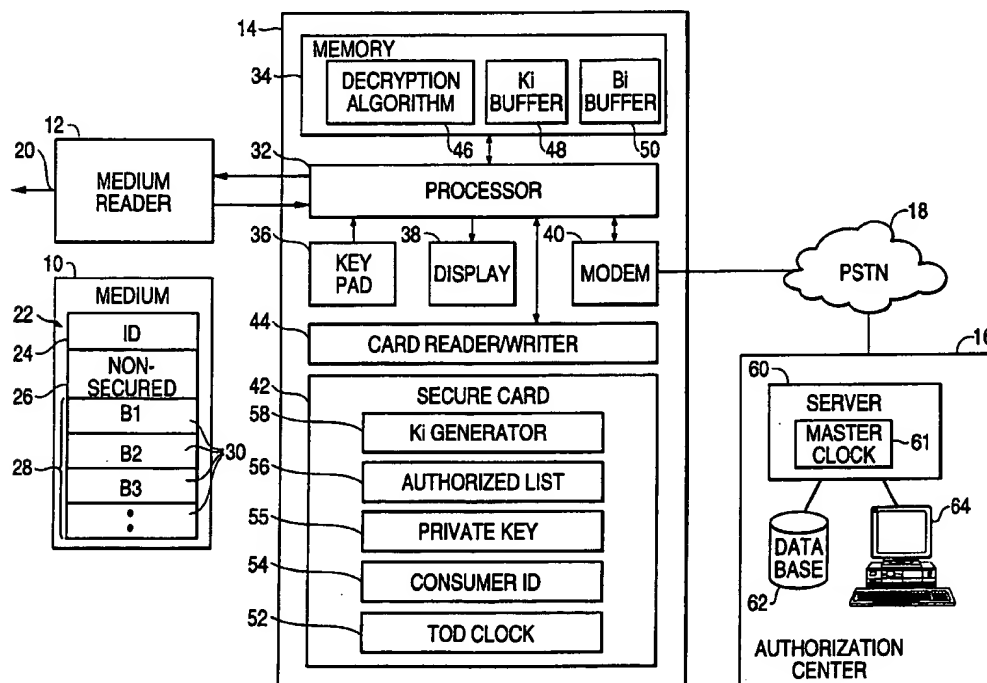 14
MEMORY
34
DECRYPTION
ALGORITHM
Ki
BUFFER
Bi
BUFFER
46
48
50
12
20
MEDIUM
READER
32
PROCESSOR
36
KEY
PAD
38
DISPLAY
40
MODEM
18
PSTN
10
MEDIUM
22
24
ID
26
NON-
SECURED
28
B1
B2
B3
30
44
CARD READER/WRITER
42
SECURE CARD
58
Ki GENERATOR
56
AUTHORIZED LIST
55
PRIVATE KEY
54
CONSUMER ID
52
TOD CLOCK
16
60
SERVER
MASTER
CLOCK
61
DATA
BASE
62
64
AUTHORIZATION
CENTER